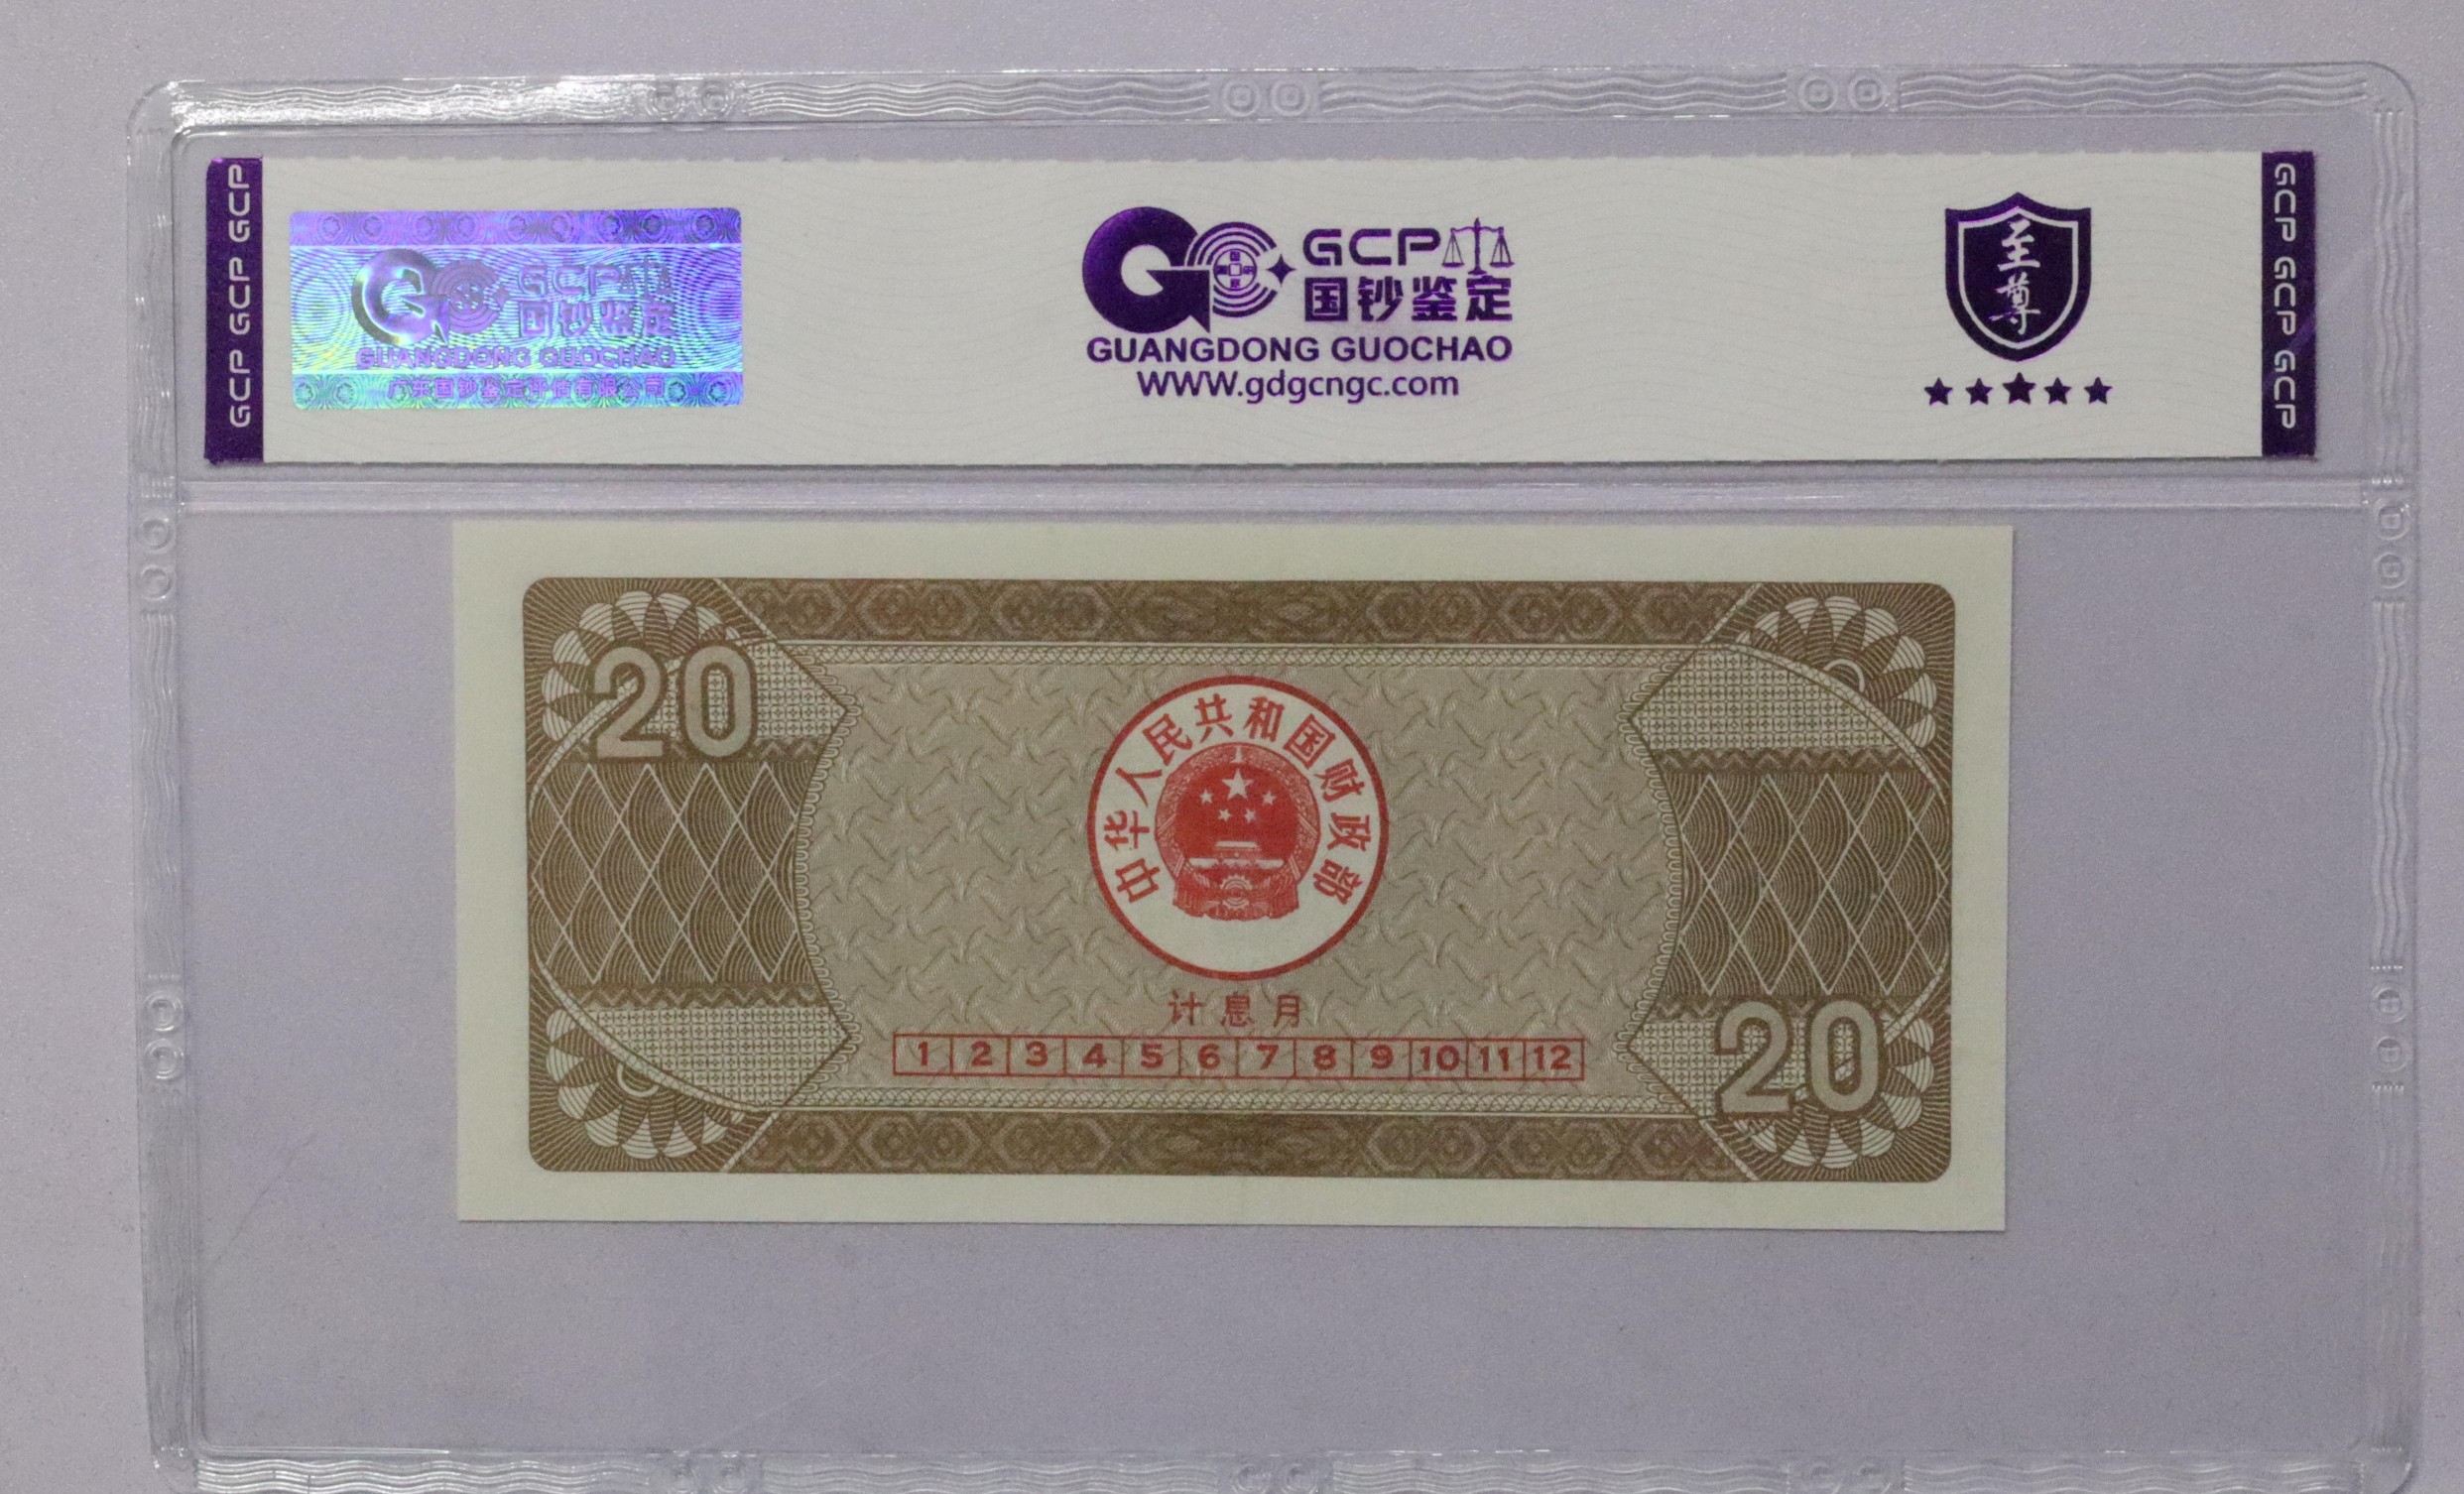 GCP GCP GCP
GCP
国钞鉴定
GUANGDONG GUOCHAO
广东国钞鉴定评估有限公司
GCP
国钞鉴定
GUANGDONG GUOCHAO
WWW.gdgcngc.com
至尊
GCP GCP GCP
20
中华人民共和国财政部
计息月
1 2 3 4 5 6 7 8 9 10 11 12
20